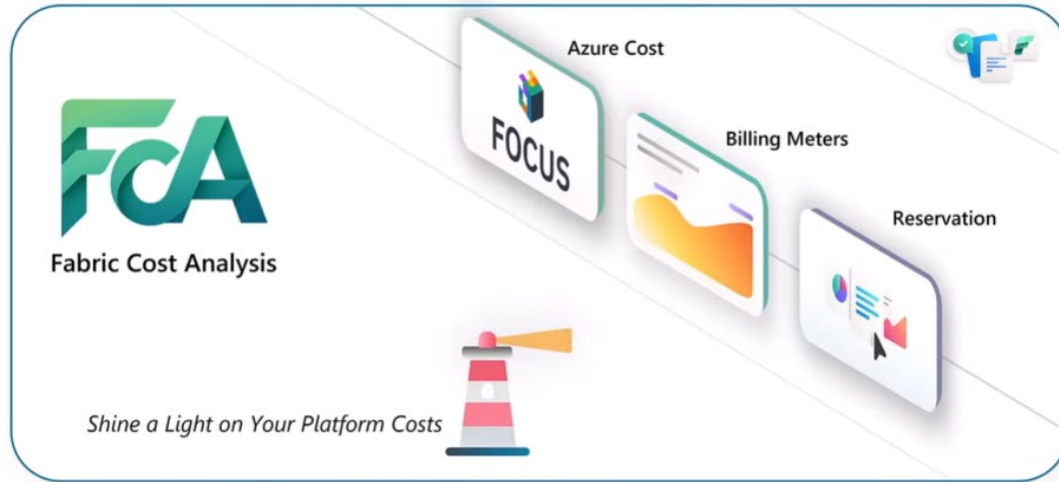 FCA
Fabric Cost Analysis
Shine a Light on Your Platform Costs
Azure Cost
FOCUS
Billing Meters
Reservation